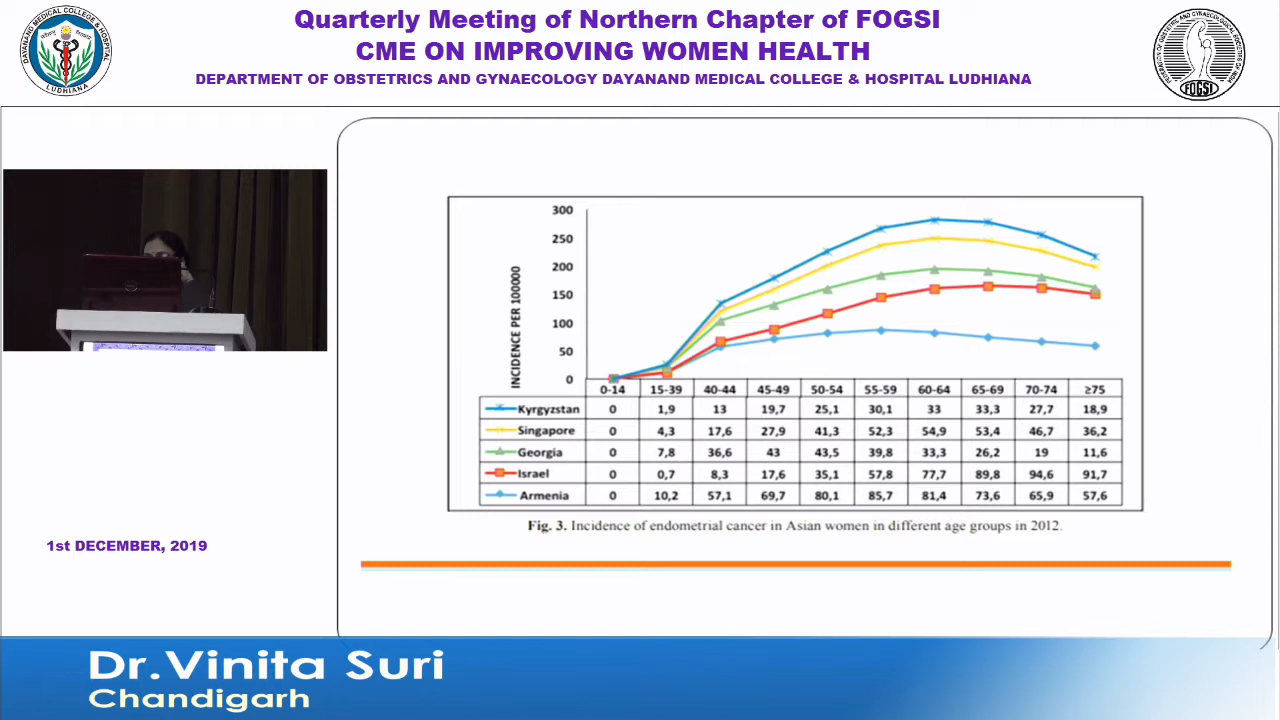 Quarterly Meeting of Northern Chapter of FOGSI
CME ON IMPROVING WOMEN HEALTH
DEPARTMENT OF OBSTETRICS AND GYNAECOLOGY DAYANAND MEDICAL COLLEGE & HOSPITAL LUDHIANA
DAYANAND MEDICAL COLLEGE & HOSPITAL
LUDHIANA
FOGSI
INCIDENCE PER 100000
300
250
200
150
100
50
0
0-14 15-39 40-44 45-49 50-54 55-59 60-64 65-69 70-74 ≥75
Kyrgyzstan 0 1,9 13 19,7 25,1 30,1 33 33,3 27,7 18,9
Singapore 0 4,3 17,6 27,9 41,3 52,3 54,9 53,4 46,7 36,2
Georgia 0 7,8 36,6 43 43,5 39,8 33,3 26,2 19 11,6
Israel 0 0,7 8,3 17,6 35,1 57,8 77,7 89,8 94,6 91,7
Armenia 0 10,2 57,1 69,7 80,1 85,7 81,4 73,6 65,9 57,6
Fig. 3. Incidence of endometrial cancer in Asian women in different age groups in 2012.
1st DECEMBER, 2019
Dr.Vinita Suri
Chandigarh